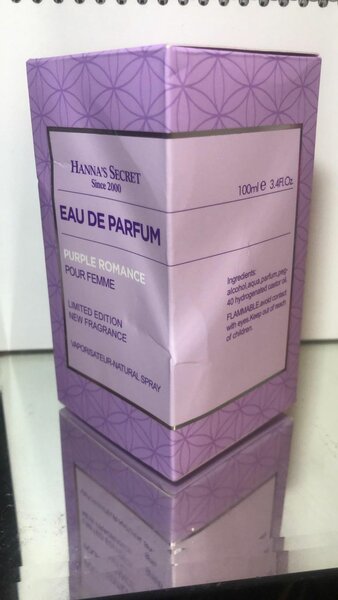 HANNA'S SECRET
Since 2000
EAU DE PARFUM
PURPLE ROMANCE
POUR FEMME
LIMITED EDITION
NEW FRAGRANCE
VAPORISATEUR-NATURAL SPRAY
100ml e 3.4Fl.Oz
Ingredients:
alcohol,aqua,parfum,peg-
40 hydrogenated castor oil.
FLAMMABLE,avoid contact
with eyes.Keep out of reach
of children.